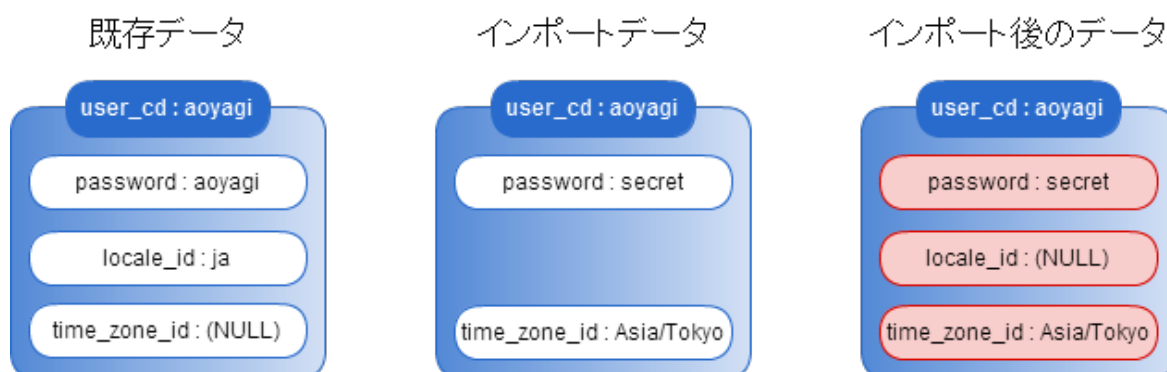 既存データ
インポートデータ
インポート後のデータ
user_cd : aoyagi
password : aoyagi
locale_id : ja
time_zone_id : (NULL)
user_cd : aoyagi
password : secret
time_zone_id : Asia/Tokyo
user_cd : aoyagi
password : secret
locale_id : (NULL)
time_zone_id : Asia/Tokyo